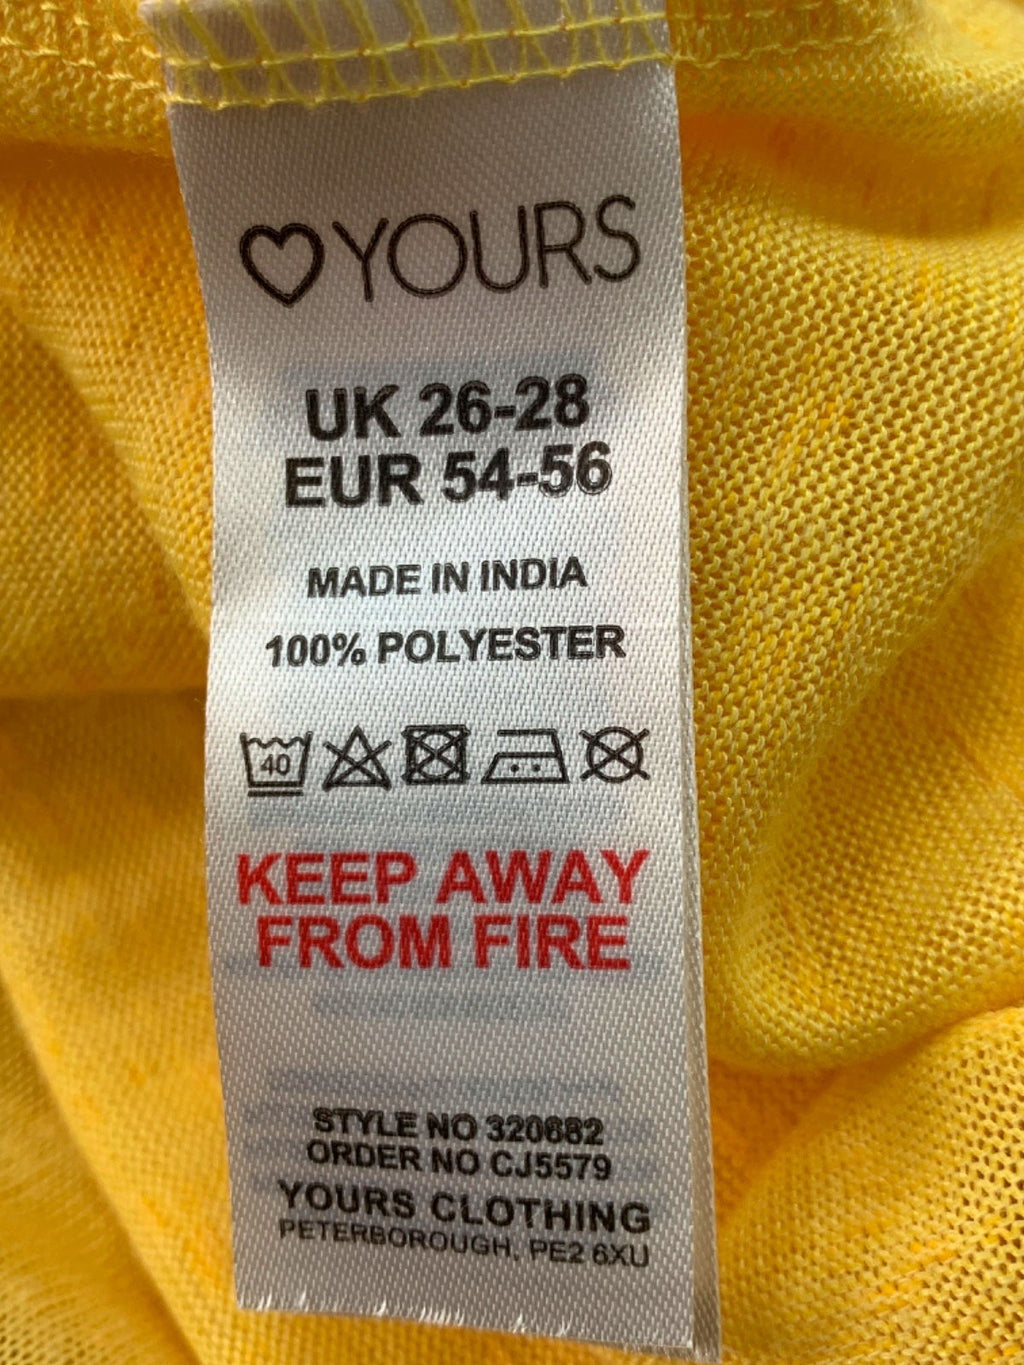 YOURS
UK 26-28
EUR 54-56
MADE IN INDIA
100% POLYESTER
40
KEEP AWAY
FROM FIRE
STYLE NO 320682
ORDER NO CJ5579
YOURS CLOTHING
PETERBOROUGH, PE2 6XU